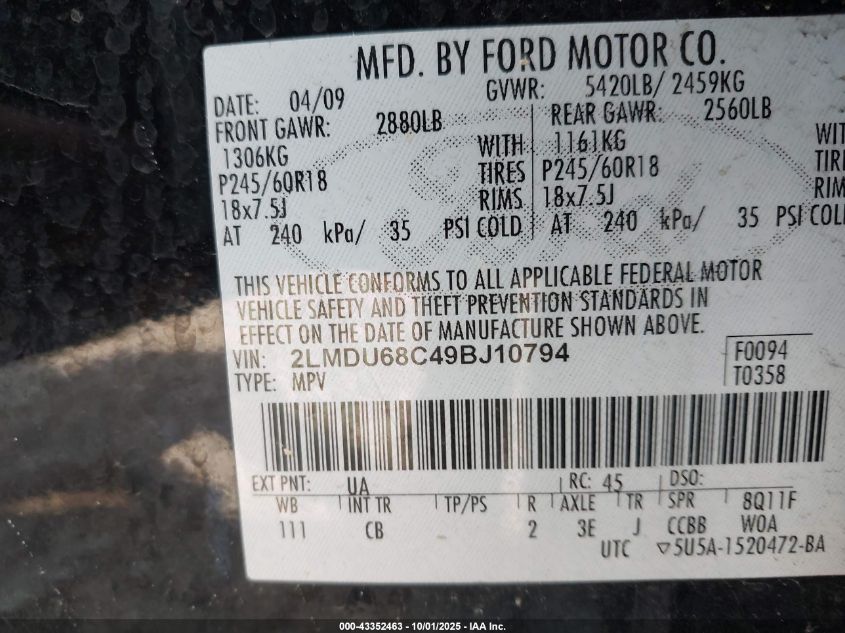 MFD. BY FORD MOTOR CO.
DATE: 04/09 GVWR: 5420LB/ 2459KG
FRONT GAWR: 2880LB REAR GAWR: 2560LB
1306KG WITH 1161KG WIT
P245/60R18 TIRES P245/60R18 TIRE
18x7.5J RIMS 18x7.5J RIM
AT 240 kPa/ 35 PSI COLD AT 240 kPa/ 35 PSI COL
THIS VEHICLE CONFORMS TO ALL APPLICABLE FEDERAL MOTOR
VEHICLE SAFETY AND THEFT PREVENTION STANDARDS IN
EFFECT ON THE DATE OF MANUFACTURE SHOWN ABOVE.
VIN: 2LMDU68C49BJ10794 F0094
TYPE: MPV T0358
EXT PNT: UA RC: 45 DSO:
WB INT TR TP/PS R AXLE TR SPR 8Q11F
111 CB 2 3E J CCBB WOA
UTC ▽5U5A-1520472-BA
000-43352463 - 10/01/2025 - IAA Inc.